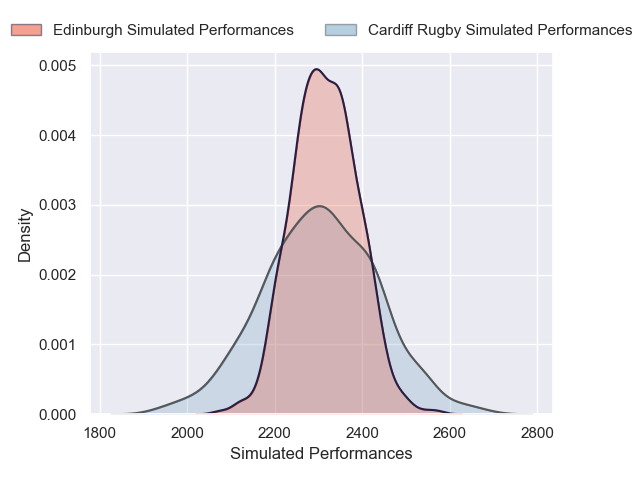 Edinburgh Simulated Performances
Cardiff Rugby Simulated Performances
0.005
0.004
0.003
0.002
0.001
0.000
Density
1800 2000 2200 2400 2600 2800
Simulated Performances